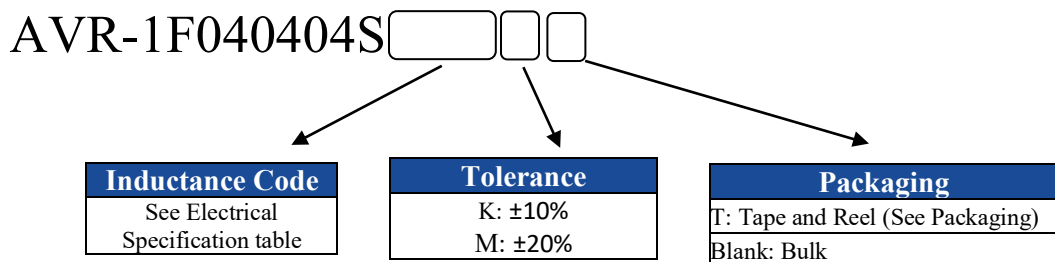 AVR-1F040404S
Inductance Code
See Electrical
Specification table
Tolerance
K: ±10%
M: ±20%
Packaging
T: Tape and Reel (See Packaging)
Blank: Bulk